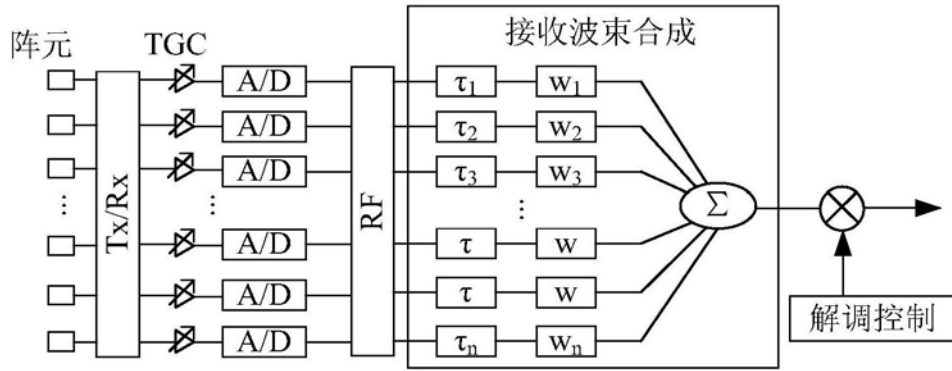 接收波束合成
阵元
TGC
Tx/Rx
A/D
A/D
A/D
...
A/D
A/D
A/D
...
...
RF
τ1 w1
τ2 w2
τ3 w3
...
τ w
τ w
τn wn
Σ
解调控制